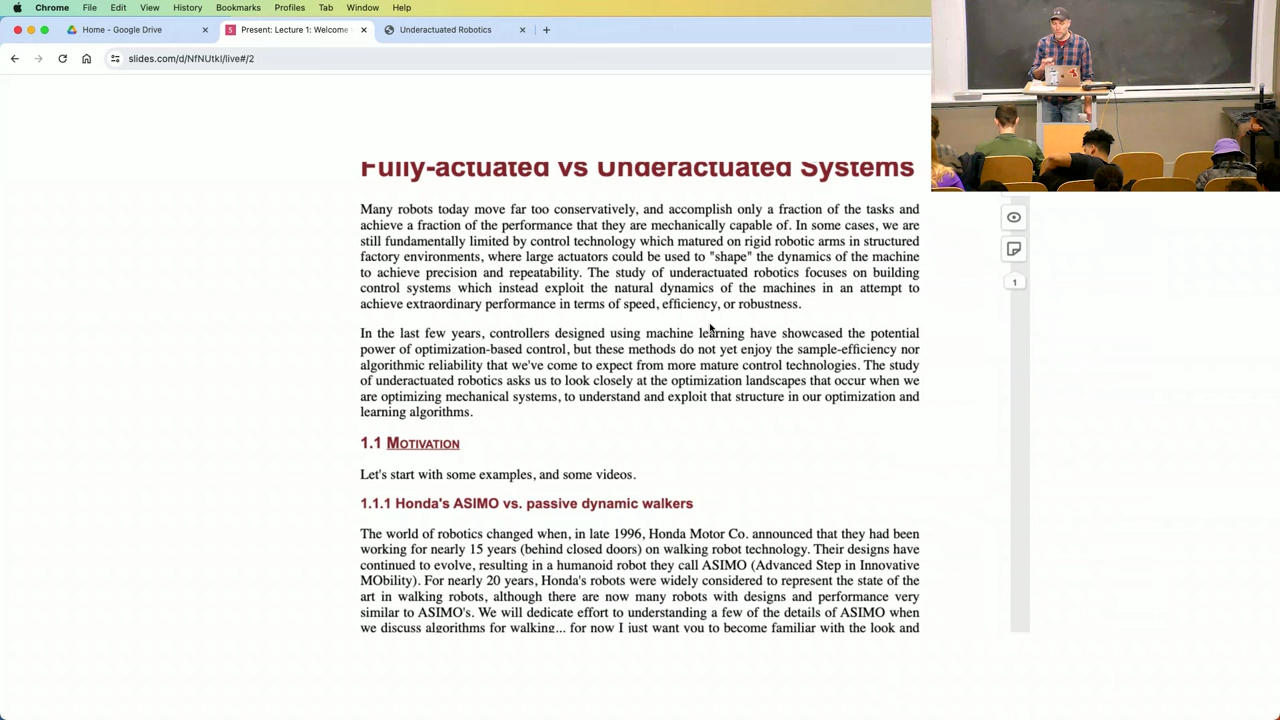 Chrome File Edit View History Bookmarks Profiles Tab Window Help
Home - Google Drive
Present: Lecture 1: Welcome
Underactuated Robotics
slides.com/d/NfNUtkI/live#/2
Fully-actuated vs Underactuated Systems
Many robots today move far too conservatively, and accomplish only a fraction of the tasks and
achieve a fraction of the performance that they are mechanically capable of. In some cases, we are
still fundamentally limited by control technology which matured on rigid robotic arms in structured
factory environments, where large actuators could be used to "shape" the dynamics of the machine
to achieve precision and repeatability. The study of underactuated robotics focuses on building
control systems which instead exploit the natural dynamics of the machines in an attempt to
achieve extraordinary performance in terms of speed, efficiency, or robustness.
In the last few years, controllers designed using machine learning have showcased the potential
power of optimization-based control, but these methods do not yet enjoy the sample-efficiency nor
algorithmic reliability that we've come to expect from more mature control technologies. The study
of underactuated robotics asks us to look closely at the optimization landscapes that occur when we
are optimizing mechanical systems, to understand and exploit that structure in our optimization and
learning algorithms.
1.1 MOTIVATION
Let's start with some examples, and some videos.
1.1.1 Honda's ASIMO vs. passive dynamic walkers
The world of robotics changed when, in late 1996, Honda Motor Co. announced that they had been
working for nearly 15 years (behind closed doors) on walking robot technology. Their designs have
continued to evolve, resulting in a humanoid robot they call ASIMO (Advanced Step in Innovative
MObility). For nearly 20 years, Honda's robots were widely considered to represent the state of the
art in walking robots, although there are now many robots with designs and performance very
similar to ASIMO's. We will dedicate effort to understanding a few of the details of ASIMO when
we discuss algorithms for walking... for now I just want you to become familiar with the look and
1